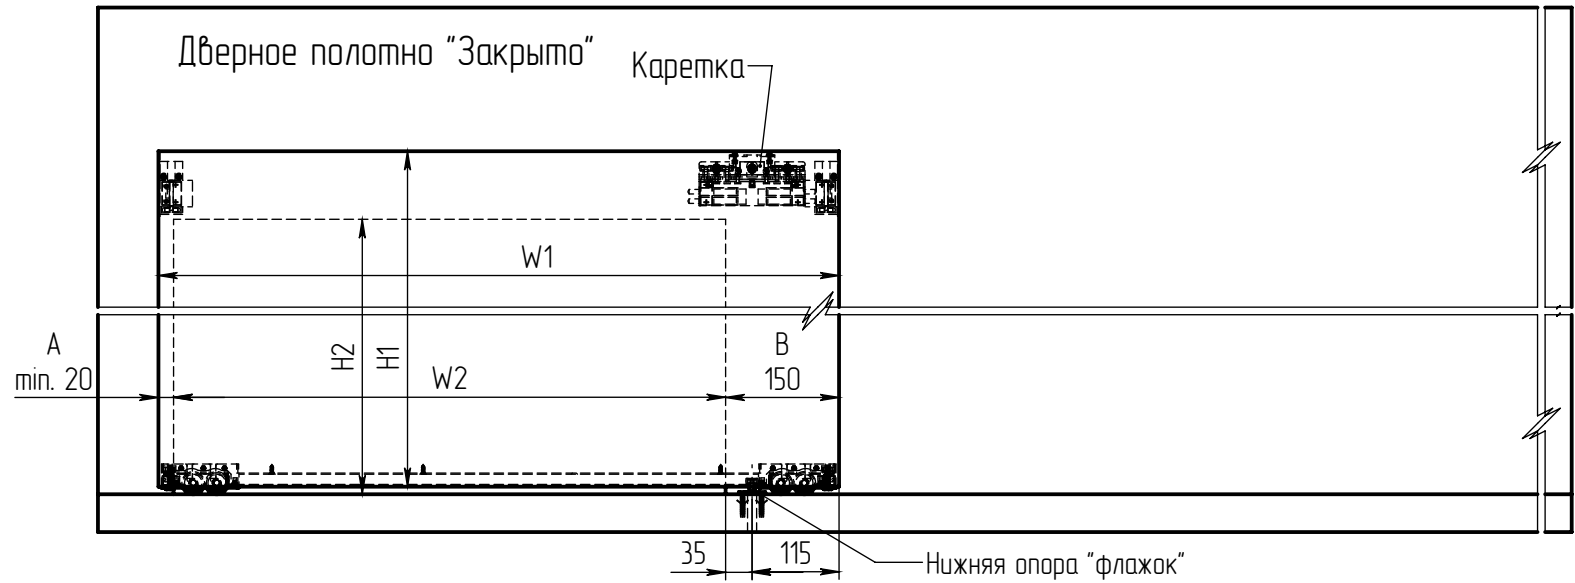 Дверное полотно "Закрыто"
Каретка
W1
A
min. 20
H2
H1
W2
B
150
35
115
Нижняя опора "флажок"